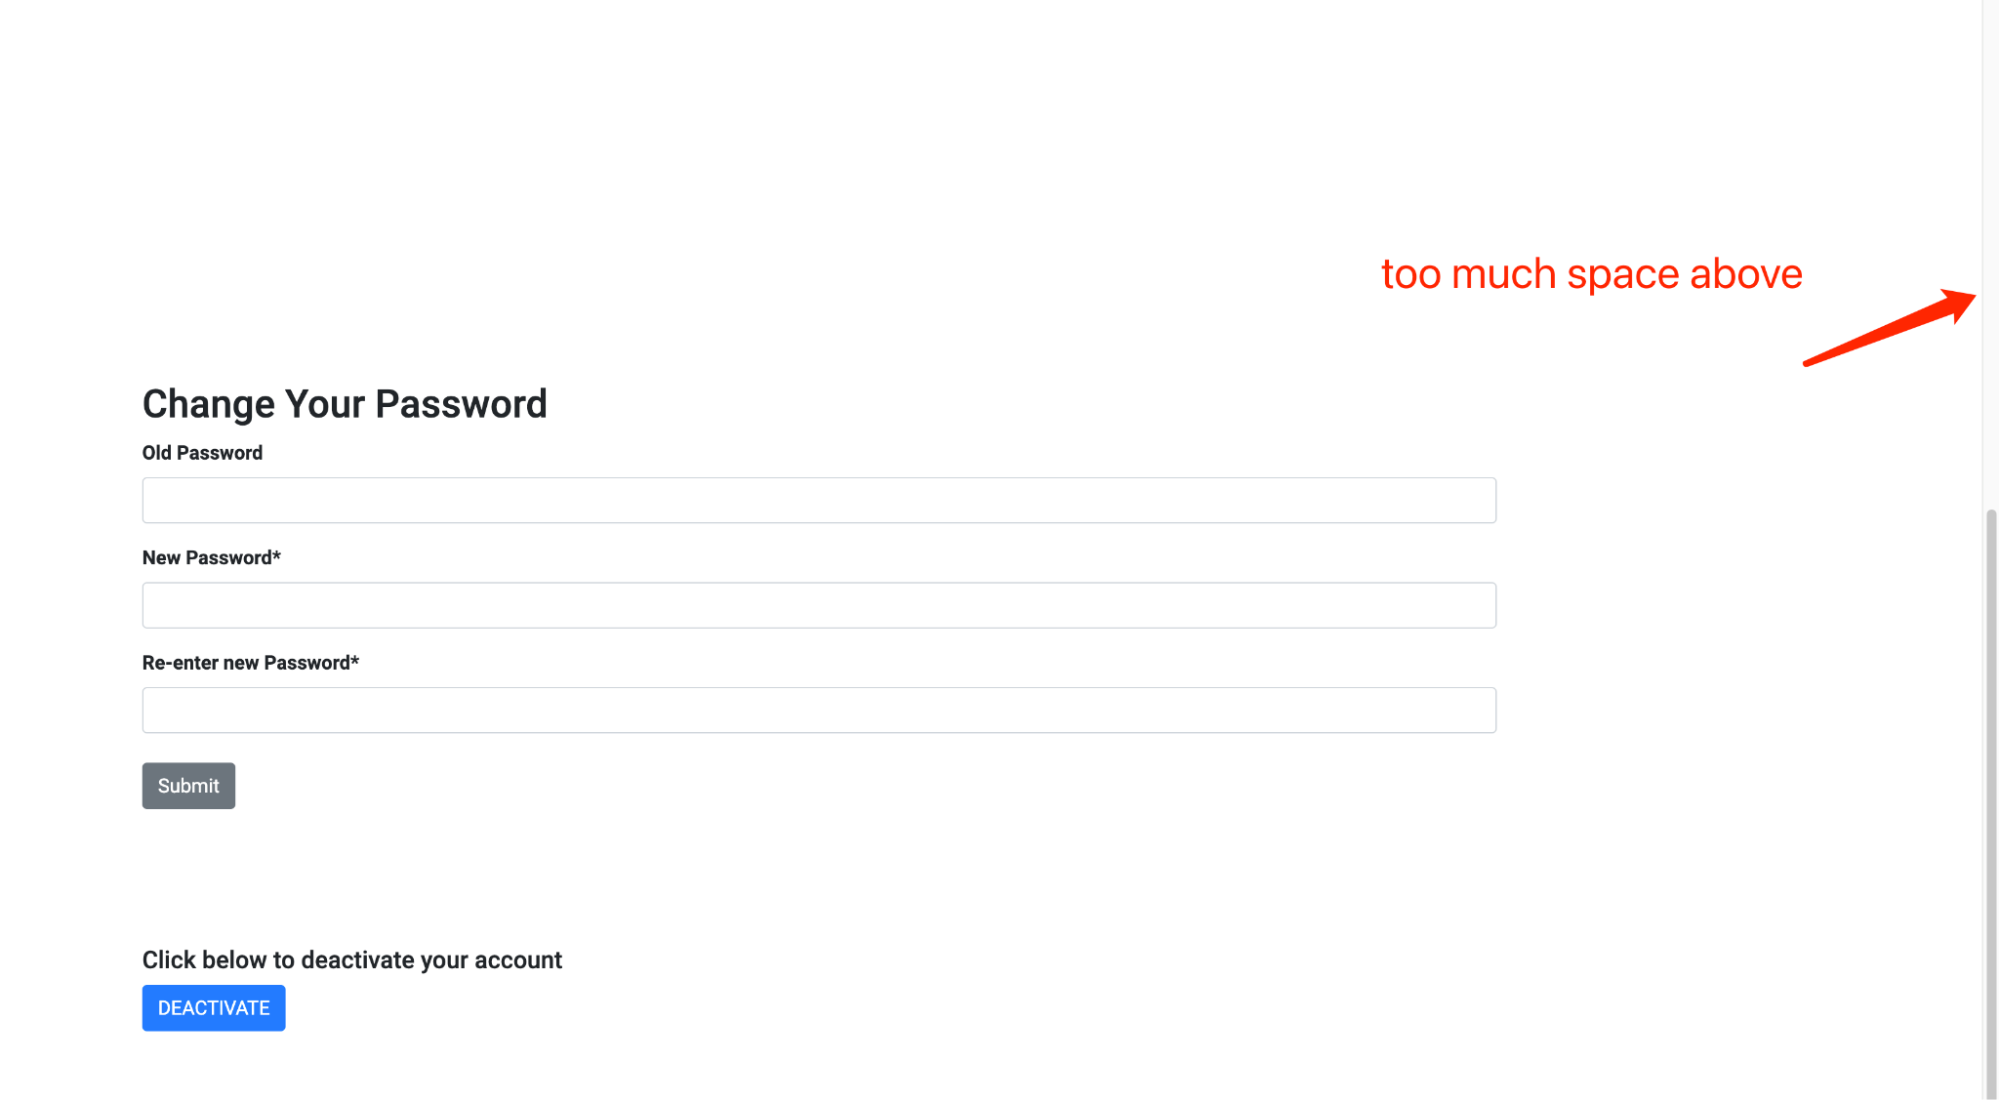 too much space above
Change Your Password
Old Password
New Password*
Re-enter new Password*
Submit
Click below to deactivate your account
DEACTIVATE